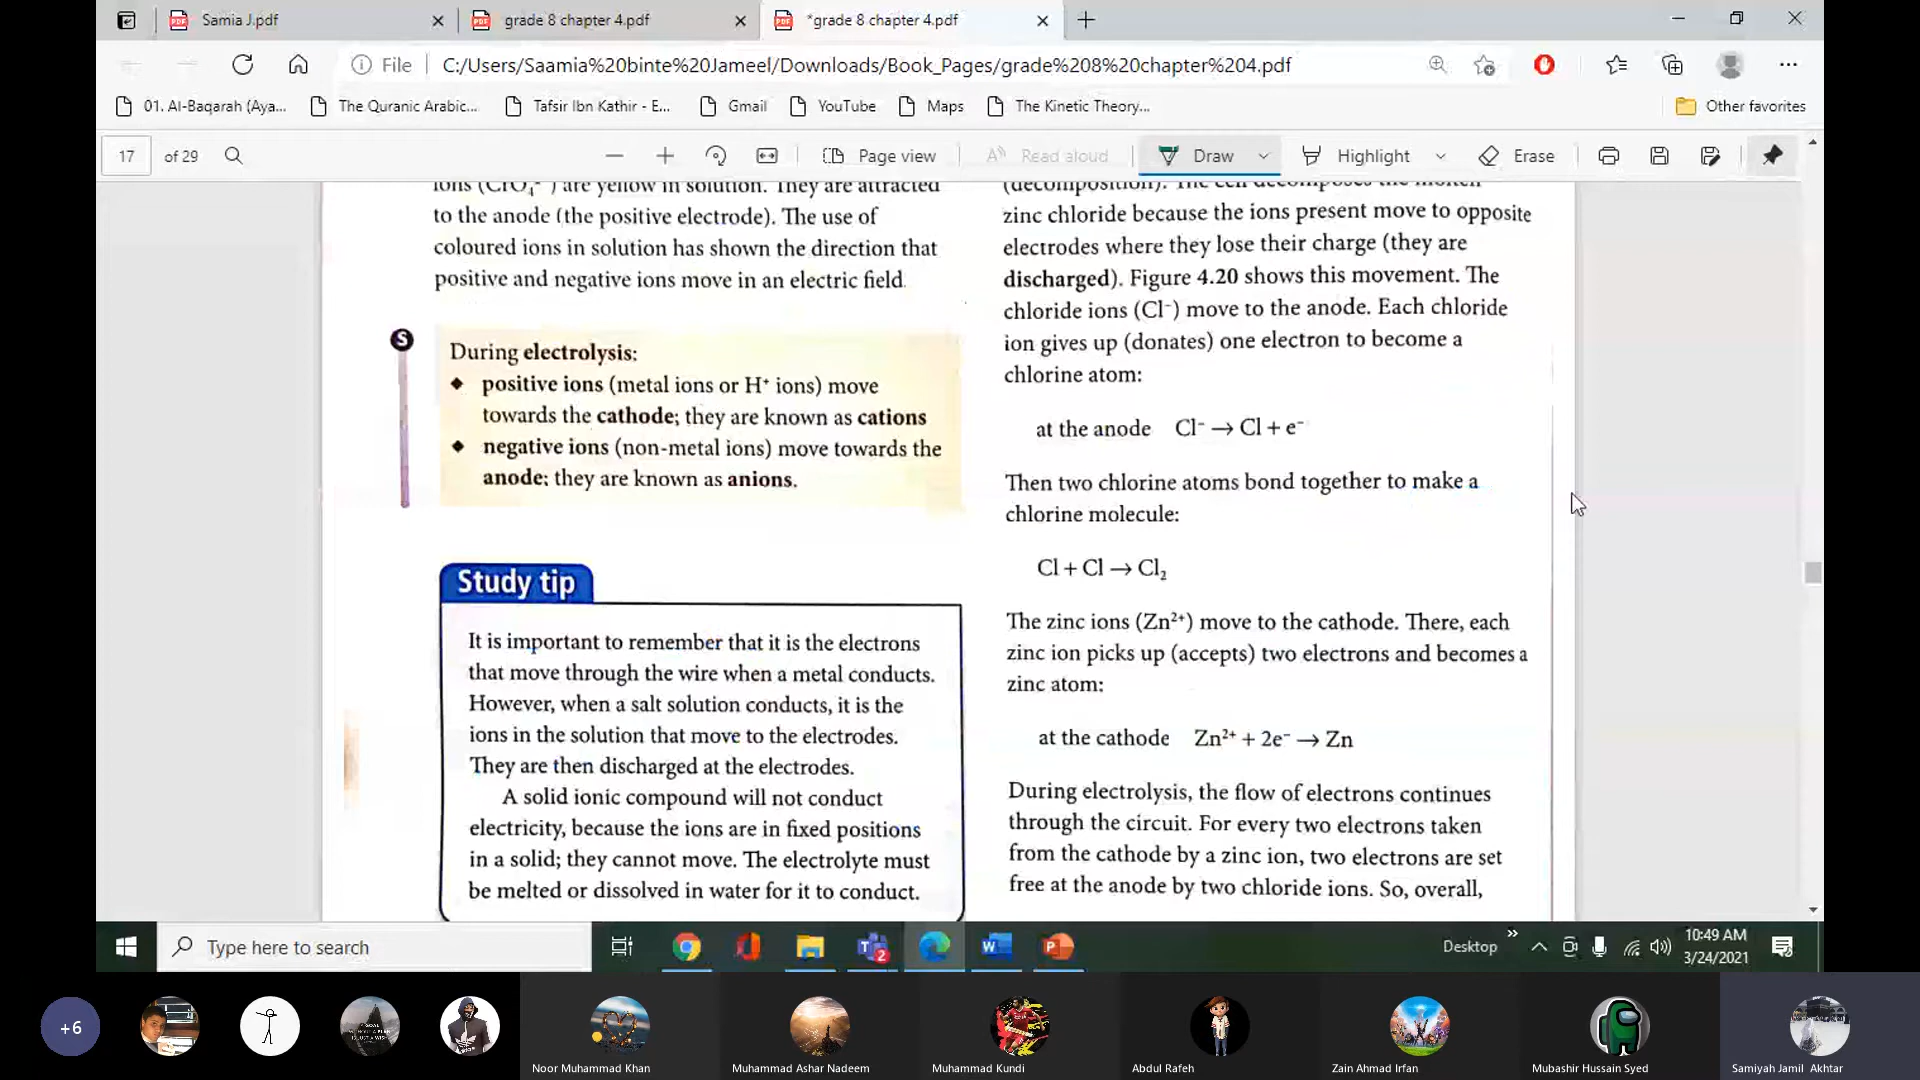 Samia J.pdf
grade 8 chapter 4.pdf
*grade 8 chapter 4.pdf
File
C:/Users/Saamia%20binte%20Jameel/Downloads/Book_Pages/grade%208%20chapter%204.pdf
01. Al-Baqarah (Aya...
The Quranic Arabic...
Tafsir Ibn Kathir - E...
Gmail
YouTube
Maps
The Kinetic Theory...
Other favorites
17 of 29
Page view
Read aloud
Draw
Highlight
Erase
ions (CrO₄²⁻) are yellow in solution. They are attracted
to the anode (the positive electrode). The use of
coloured ions in solution has shown the direction that
positive and negative ions move in an electric field.
S
During electrolysis:
◆ positive ions (metal ions or H⁺ ions) move
towards the cathode; they are known as cations
◆ negative ions (non-metal ions) move towards the
anode; they are known as anions.
Study tip
It is important to remember that it is the electrons
that move through the wire when a metal conducts.
However, when a salt solution conducts, it is the
ions in the solution that move to the electrodes.
They are then discharged at the electrodes.
A solid ionic compound will not conduct
electricity, because the ions are in fixed positions
in a solid; they cannot move. The electrolyte must
be melted or dissolved in water for it to conduct.
(decomposition). The cell decomposes the molten
zinc chloride because the ions present move to opposite
electrodes where they lose their charge (they are
discharged). Figure 4.20 shows this movement. The
chloride ions (Cl⁻) move to the anode. Each chloride
ion gives up (donates) one electron to become a
chlorine atom:
at the anode Cl⁻ → Cl + e⁻
Then two chlorine atoms bond together to make a
chlorine molecule:
Cl + Cl → Cl₂
The zinc ions (Zn²⁺) move to the cathode. There, each
zinc ion picks up (accepts) two electrons and becomes a
zinc atom:
at the cathode Zn²⁺ + 2e⁻ → Zn
During electrolysis, the flow of electrons continues
through the circuit. For every two electrons taken
from the cathode by a zinc ion, two electrons are set
free at the anode by two chloride ions. So, overall,
Type here to search
2
Desktop
10:49 AM
3/24/2021
+6
Noor Muhammad Khan
Muhammad Ashar Nadeem
Muhammad Kundi
Abdul Rafeh
Zain Ahmad Irfan
Mubashir Hussain Syed
Samiyah Jamil Akhtar